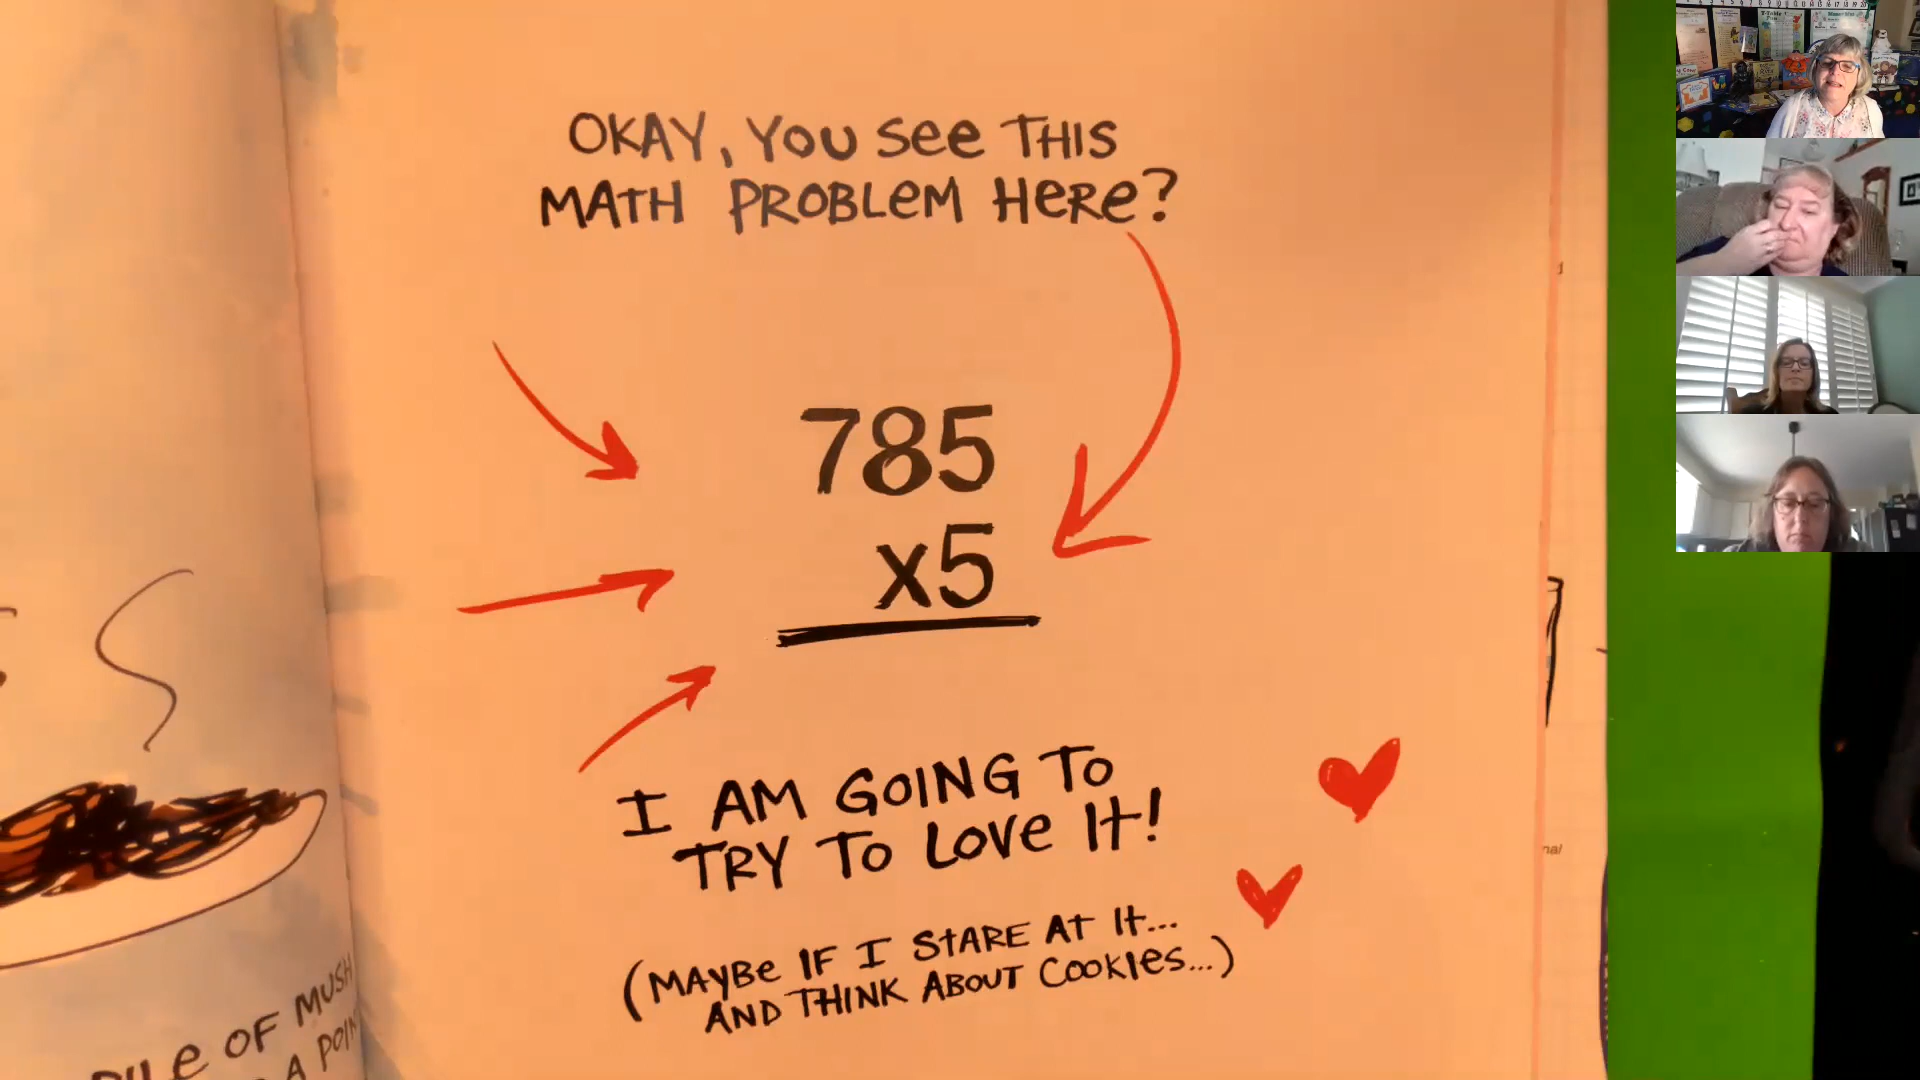 OKAY, YOU SEE THIS
MATH PROBLEM HERE?
785
x5
I AM GOING TO
TRY TO LOVE IT!
(MAYBE IF I STARE AT IT...
AND THINK ABOUT COOKIES...)
OF MUSH
A